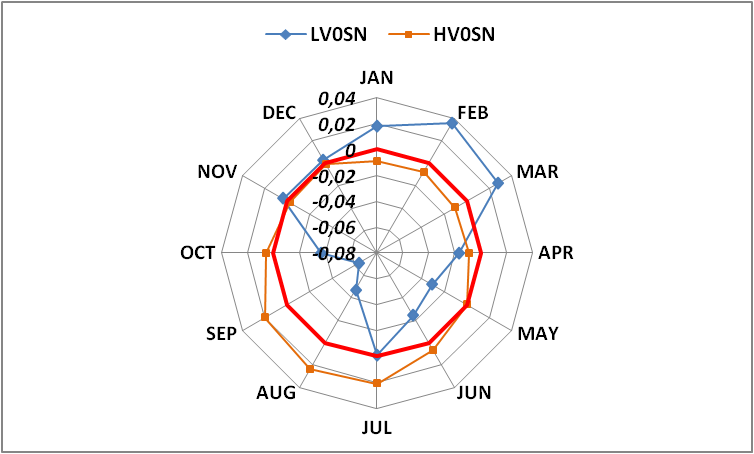 LV0SN HV0SN
JAN
0,04
DEC FEB
0,02
0
NOV MAR
-0,02
-0,04
-0,06
OCT -0,08 APR
SEP MAY
AUG JUN
JUL